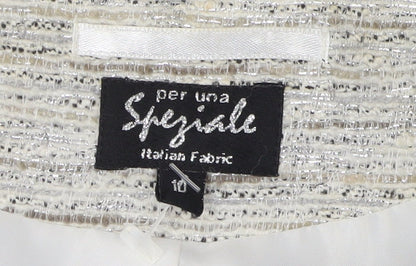 per una
Speziale
Italian Fabric
10